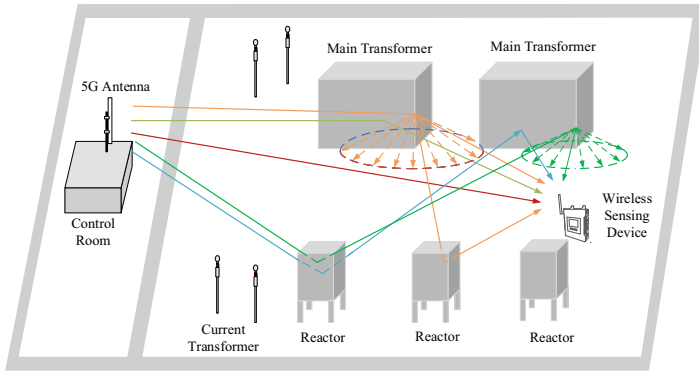 Main Transformer
Main Transformer
5G Antenna
Control
Room
Wireless
Sensing
Device
Current
Transformer
Reactor
Reactor
Reactor